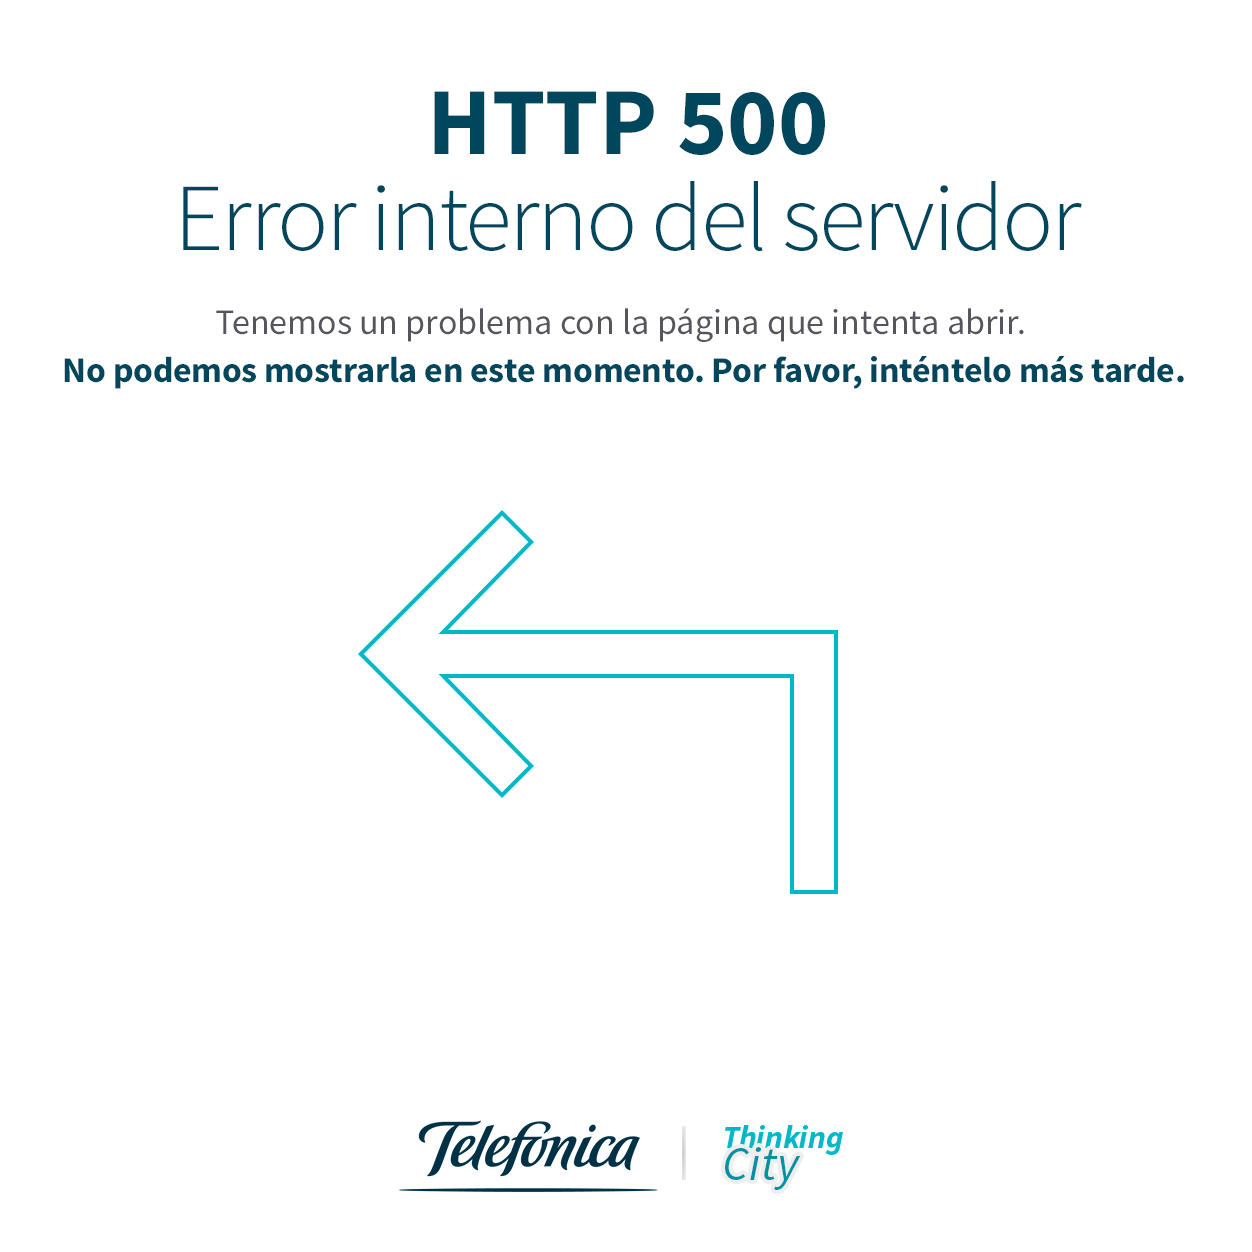 HTTP 500
Error interno del servidor
Tenemos un problema con la página que intenta abrir.
No podemos mostrarla en este momento. Por favor, inténtelo más tarde.
Telefonica
Thinking
City